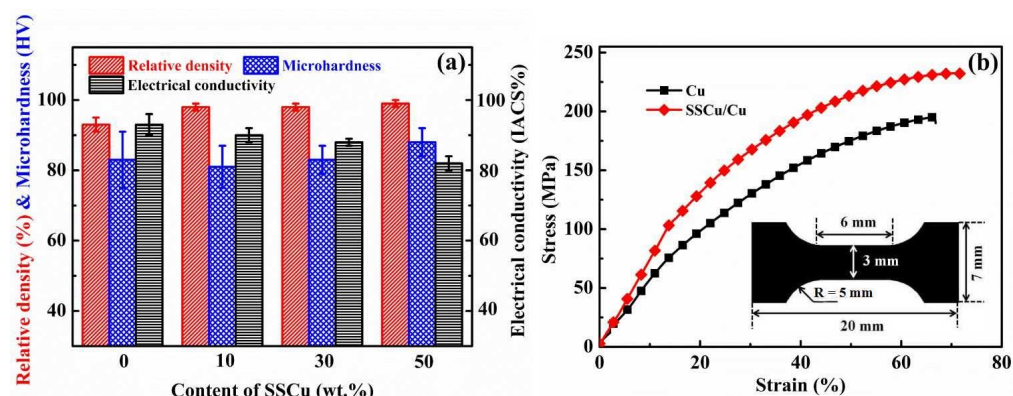 (a)
Relative density
Microhardness
Electrical conductivity
Relative density (%) & Microhardness (HV)
100
80
60
40
Electrical conductivity (IACS%)
100
80
60
40
0
10
30
50
Content of SSCu (wt.%)
(b)
Cu
SSCu/Cu
Stress (MPa)
250
200
150
100
50
0
6 mm
3 mm
7 mm
R = 5 mm
20 mm
0
20
40
60
80
Strain (%)